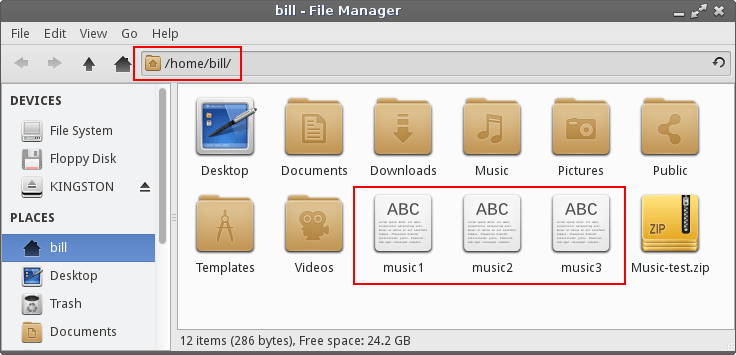 bill - File Manager
File Edit View Go Help
/home/bill/
DEVICES
File System
Floppy Disk
KINGSTON
PLACES
bill
Desktop
Trash
Documents
Desktop Documents Downloads Music Pictures Public
ABC ABC ABC ZIP
Templates Videos music1 music2 music3 Music-test.zip
12 items (286 bytes), Free space: 24.2 GB